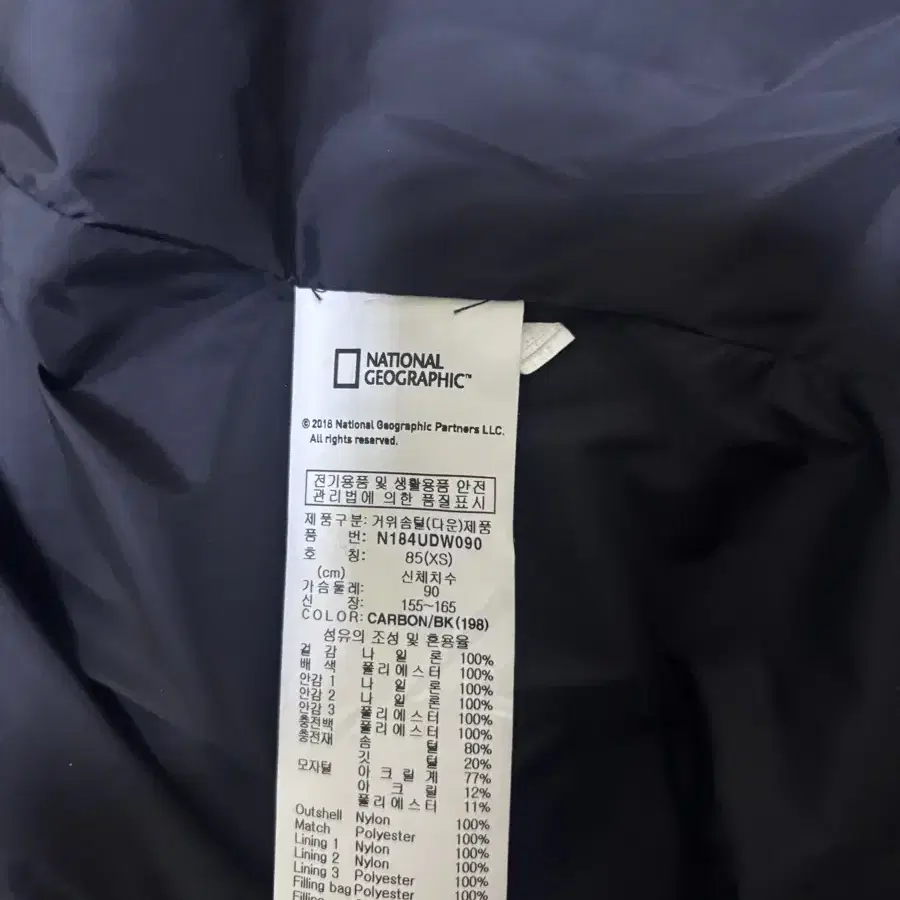 NATIONAL
GEOGRAPHIC™
© 2018 National Geographic Partners LLC.
All rights reserved.
전기용품 및 생활용품 안전
관리법에 의한 품질표시
제품구분: 거위솜털(다운)제품
품 번: N184UDW090
호 칭: 85(XS)
(cm) 신체치수
가슴둘레: 90
신 장: 155~165
COLOR: CARBON/BK(198)
섬유의 조성 및 혼용율
겉 감 나 일 론 100%
배 색 폴리에스터 100%
안감 1 나 일 론 100%
안감 2 나 일 론 100%
안감 3 폴리에스터 100%
충전백 폴리에스터 100%
충전재 솜 털 80%
깃 털 20%
모자털 아 크 릴 계 77%
아 크 릴 12%
폴리에스터 11%
Outshell Nylon 100%
Match Polyester 100%
Lining 1 Nylon 100%
Lining 2 Nylon 100%
Lining 3 Polyester 100%
Filling bag Polyester 100%